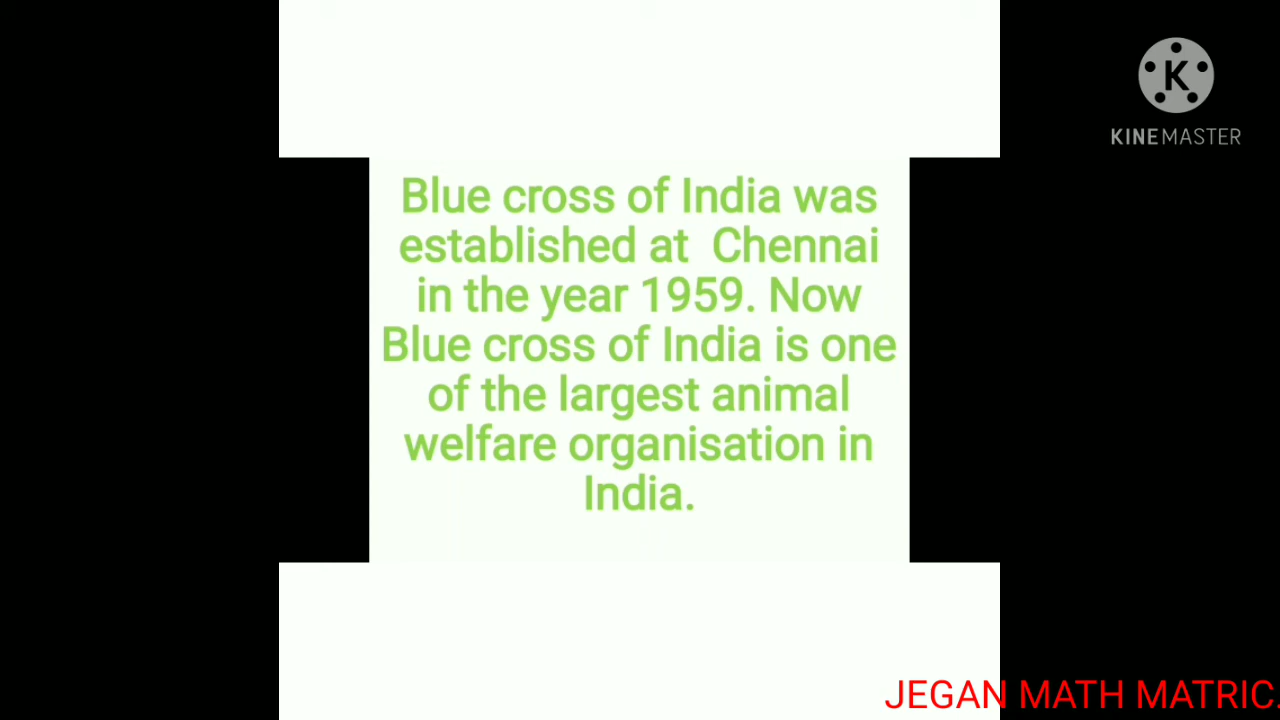 KINEMASTER
Blue cross of India was
established at  Chennai
in the year 1959. Now
Blue cross of India is one
of the largest animal
welfare organisation in
India.
JEGAN MATH MATRIC.